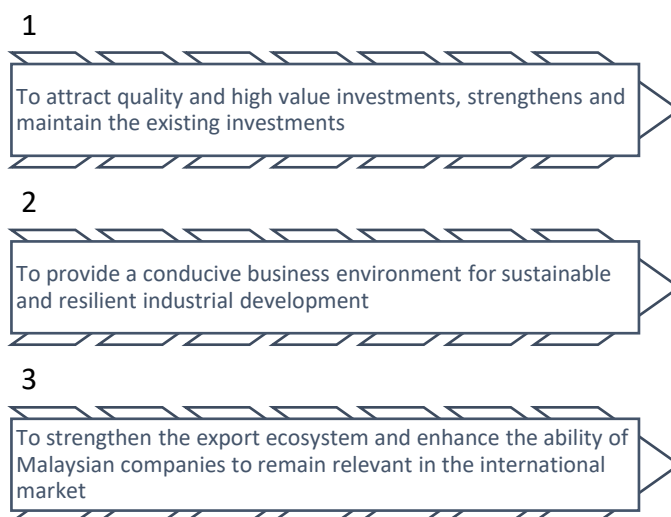 1
To attract quality and high value investments, strengthens and
maintain the existing investments
2
To provide a conducive business environment for sustainable
and resilient industrial development
3
To strengthen the export ecosystem and enhance the ability of
Malaysian companies to remain relevant in the international
market